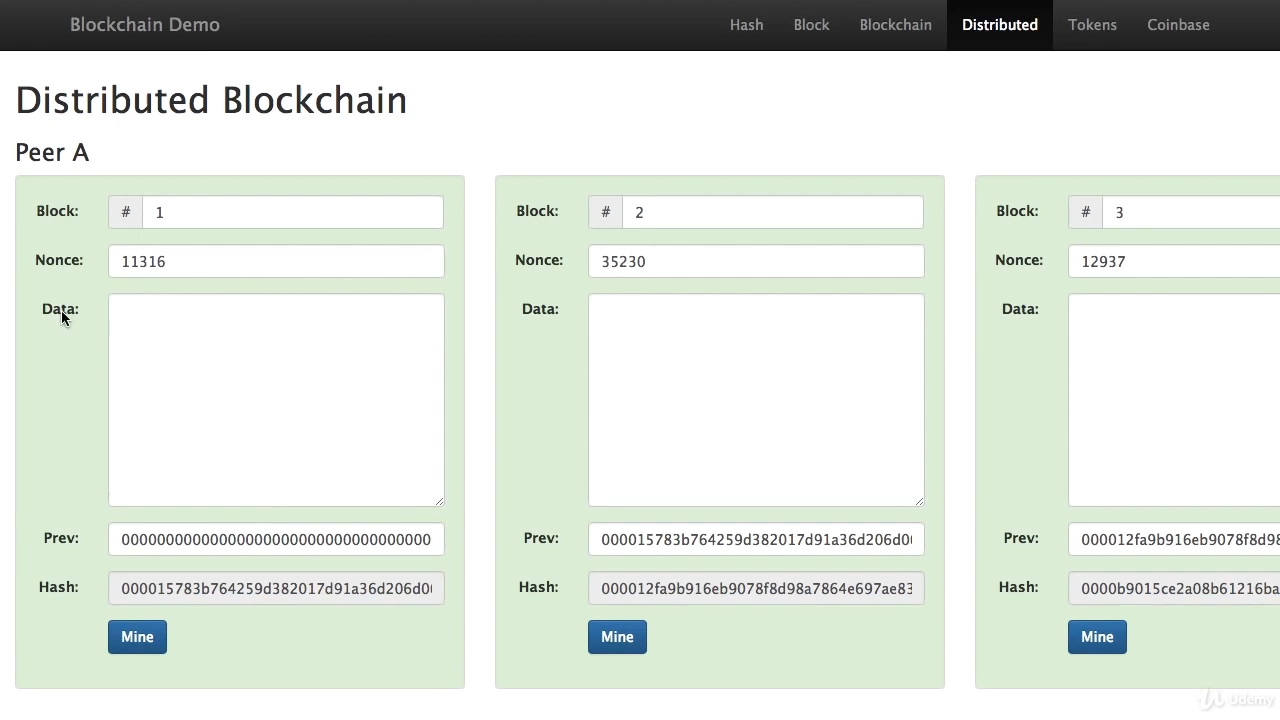 Blockchain Demo Hash Block Blockchain Distributed Tokens Coinbase
Distributed Blockchain
Peer A
Block: # 1
Nonce: 11316
Data:
Prev: 0000000000000000000000000000000000
Hash: 000015783b764259d382017d91a36d206d0
Mine
Block: # 2
Nonce: 35230
Data:
Prev: 000015783b764259d382017d91a36d206d0
Hash: 000012fa9b916eb9078f8d98a7864e697ae83
Mine
Block: # 3
Nonce: 12937
Data:
Prev: 000012fa9b916eb9078f8d98
Hash: 0000b9015ce2a08b61216ba
Mine
Udemy